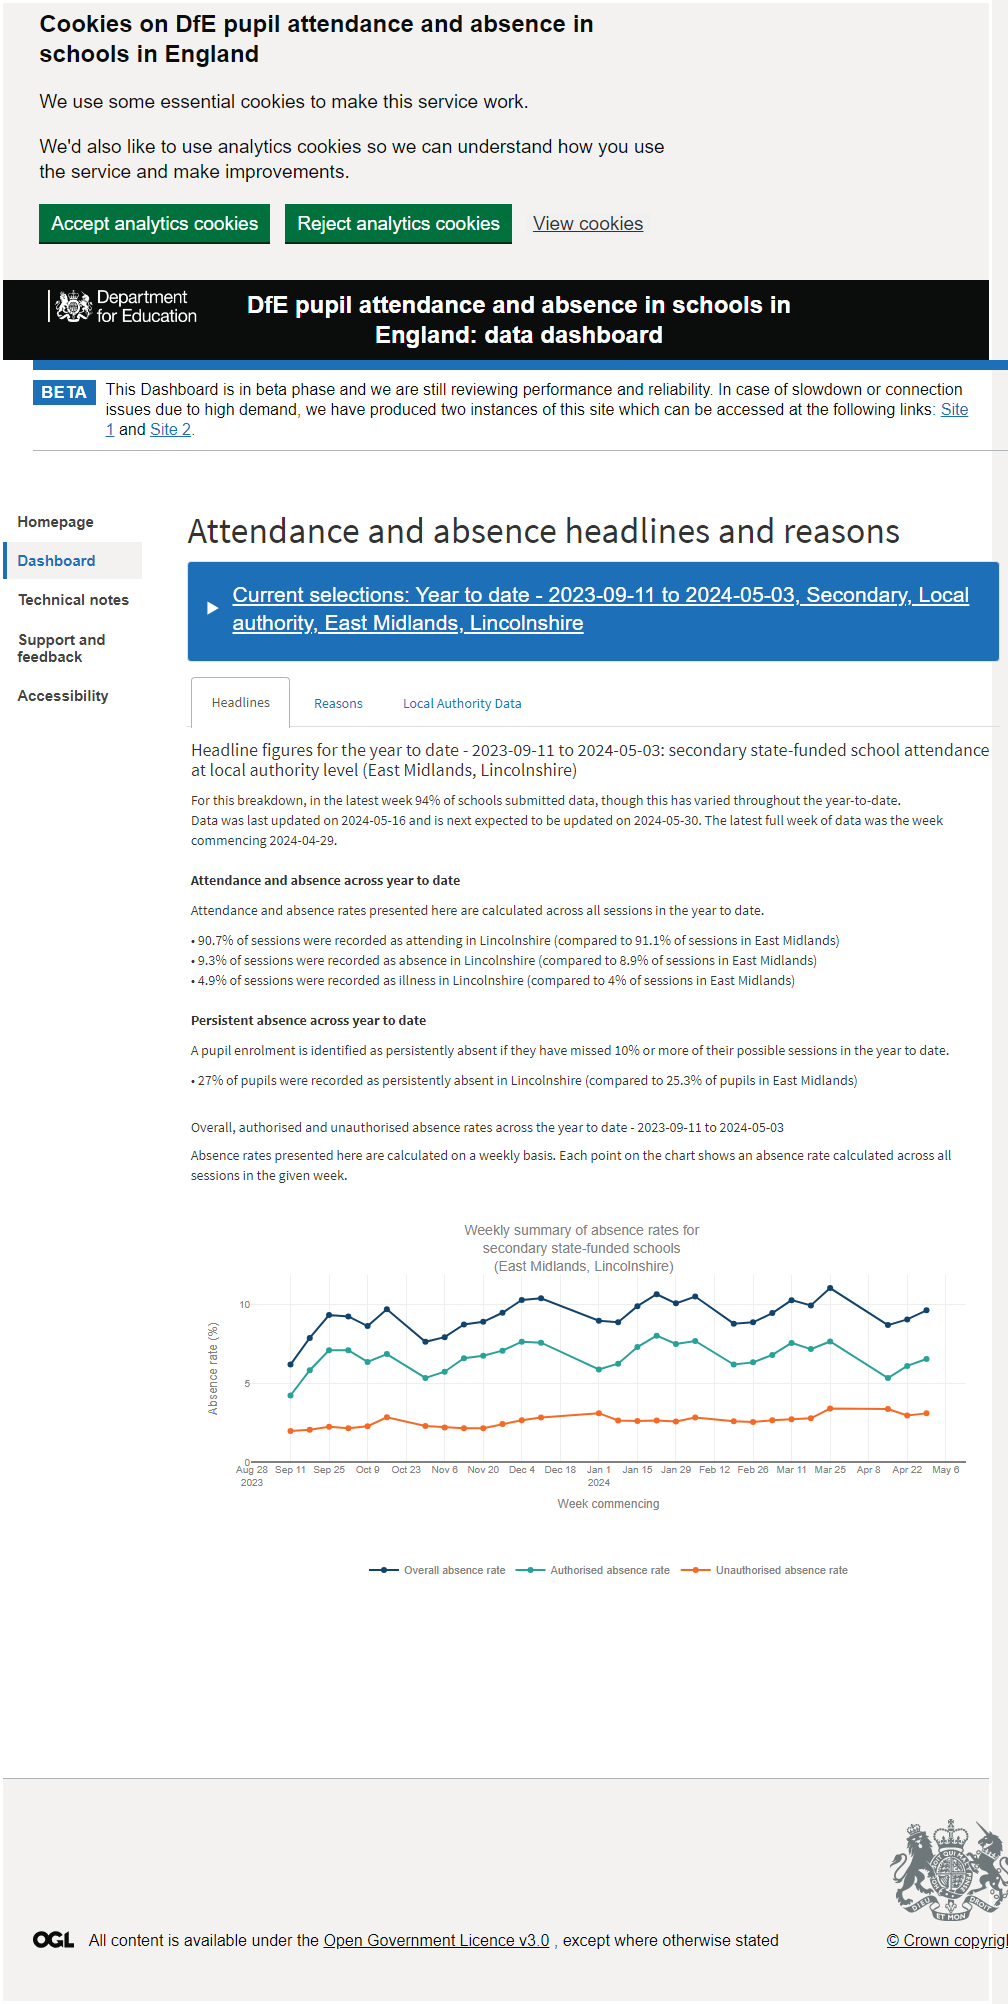 Cookies on DfE pupil attendance and absence in
schools in England
We use some essential cookies to make this service work.
We'd also like to use analytics cookies so we can understand how you use
the service and make improvements.
Accept analytics cookies
Reject analytics cookies
View cookies
Department
for Education
DfE pupil attendance and absence in schools in
England: data dashboard
BETA
This Dashboard is in beta phase and we are still reviewing performance and reliability. In case of slowdown or connection
issues due to high demand, we have produced two instances of this site which can be accessed at the following links: Site
1 and Site 2.
Homepage
Dashboard
Technical notes
Support and
feedback
Accessibility
Attendance and absence headlines and reasons
Current selections: Year to date - 2023-09-11 to 2024-05-03, Secondary, Local
authority, East Midlands, Lincolnshire
Headlines
Reasons
Local Authority Data
Headline figures for the year to date - 2023-09-11 to 2024-05-03: secondary state-funded school attendance
at local authority level (East Midlands, Lincolnshire)
For this breakdown, in the latest week 94% of schools submitted data, though this has varied throughout the year-to-date.
Data was last updated on 2024-05-16 and is next expected to be updated on 2024-05-30. The latest full week of data was the week
commencing 2024-04-29.
Attendance and absence across year to date
Attendance and absence rates presented here are calculated across all sessions in the year to date.
• 90.7% of sessions were recorded as attending in Lincolnshire (compared to 91.1% of sessions in East Midlands)
• 9.3% of sessions were recorded as absence in Lincolnshire (compared to 8.9% of sessions in East Midlands)
• 4.9% of sessions were recorded as illness in Lincolnshire (compared to 4% of sessions in East Midlands)
Persistent absence across year to date
A pupil enrolment is identified as persistently absent if they have missed 10% or more of their possible sessions in the year to date.
• 27% of pupils were recorded as persistently absent in Lincolnshire (compared to 25.3% of pupils in East Midlands)
Overall, authorised and unauthorised absence rates across the year to date - 2023-09-11 to 2024-05-03
Absence rates presented here are calculated on a weekly basis. Each point on the chart shows an absence rate calculated across all
sessions in the given week.
Weekly summary of absence rates for
secondary state-funded schools
(East Midlands, Lincolnshire)
Absence rate (%)
10
5
0
Aug 28 Sep 11 Sep 25 Oct 9 Oct 23 Nov 6 Nov 20 Dec 4 Dec 18 Jan 1 Jan 15 Jan 29 Feb 12 Feb 26 Mar 11 Mar 25 Apr 8 Apr 22 May 6
2023 2024
Week commencing
Overall absence rate
Authorised absence rate
Unauthorised absence rate
DIEU ET MON DROIT
OGL
All content is available under the Open Government Licence v3.0 , except where otherwise stated
© Crown copyrigh